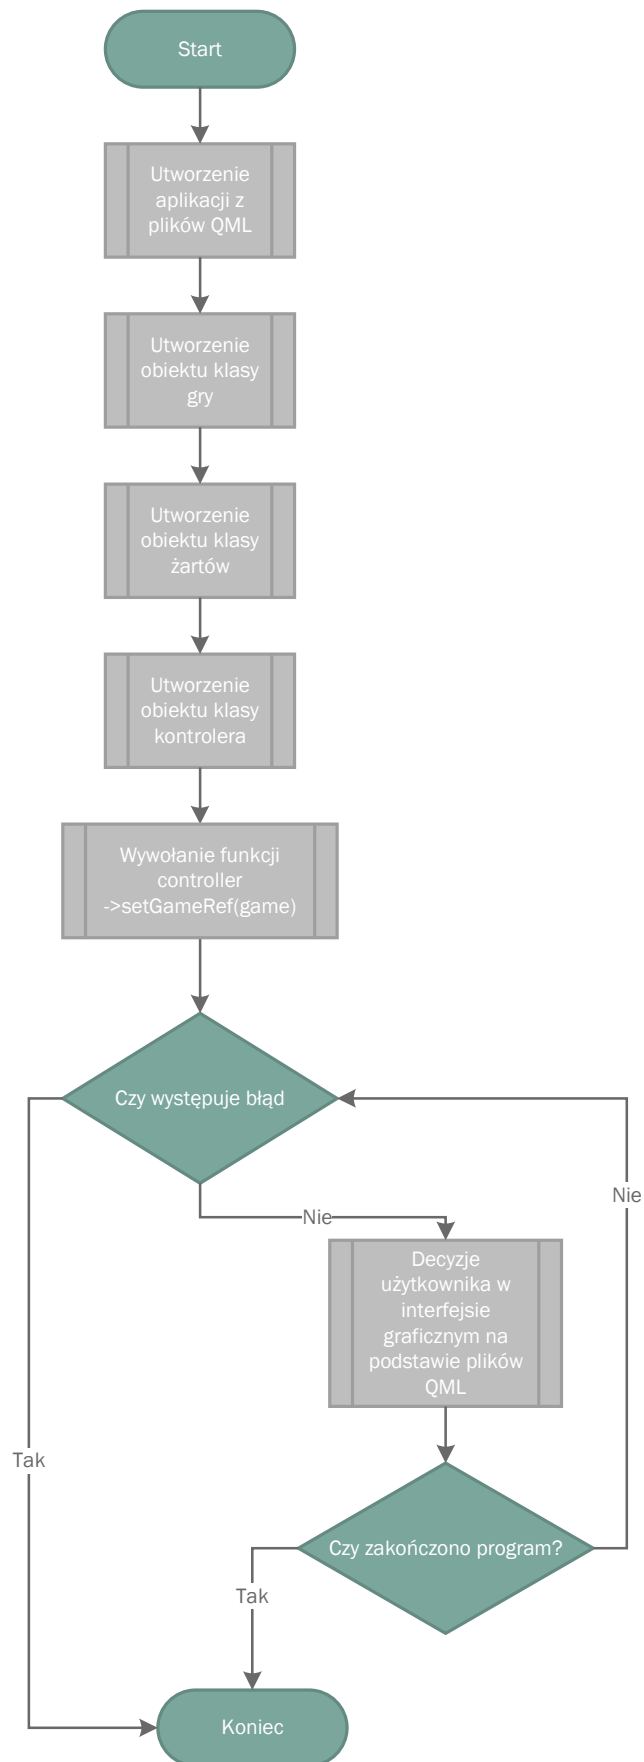 Start
Utworzenie
aplikacji z
plików QML
Utworzenie
obiektu klasy
gry
Utworzenie
obiektu klasy
żartów
Utworzenie
obiektu klasy
kontrolera
Wywołanie funkcji
controller
->setGameRef(game)
Czy występuje błąd
Nie
Nie
Decyzje
użytkownika w
interfejsie
graficznym na
podstawie plików
QML
Tak
Czy zakończono program?
Tak
Koniec